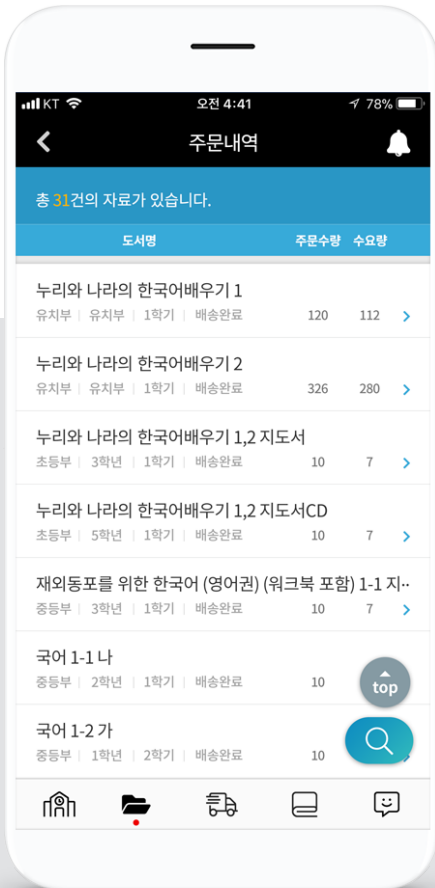 KT 오전 4:41 78%
주문내역
총 31건의 자료가 있습니다.
도서명 주문수량 수요량
누리와 나라의 한국어배우기 1
유치부 | 유치부 | 1학기 | 배송완료 120 112
누리와 나라의 한국어배우기 2
유치부 | 유치부 | 1학기 | 배송완료 326 280
누리와 나라의 한국어배우기 1,2 지도서
초등부 | 3학년 | 1학기 | 배송완료 10 7
누리와 나라의 한국어배우기 1,2 지도서CD
초등부 | 5학년 | 1학기 | 배송완료 10 7
재외동포를 위한 한국어 (영어권) (워크북 포함) 1-1 지··
중등부 | 3학년 | 1학기 | 배송완료 10 7
국어 1-1 나
중등부 | 2학년 | 1학기 | 배송완료 10
top
국어 1-2 가
중등부 | 1학년 | 2학기 | 배송완료 10